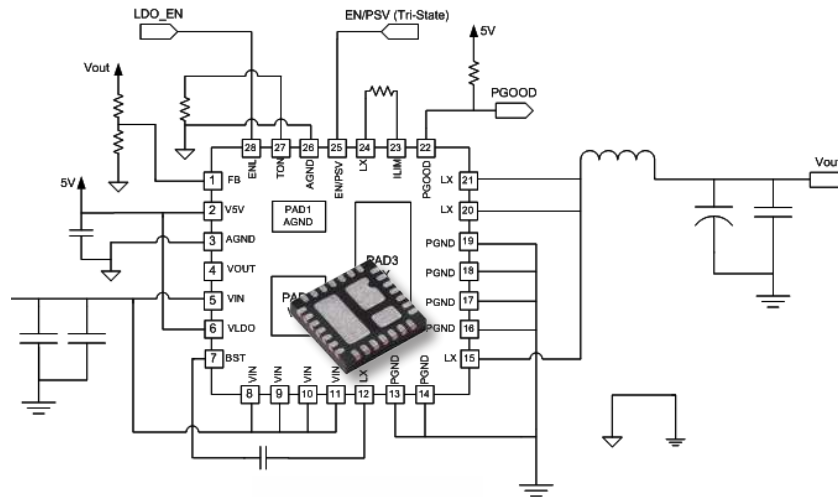 LDO_EN
EN/PSV (Tri-State)
5V
Vout
PGOOD
28
27
26
25
24
23
22
ENL
TON
AGND
EN/PSV
LX
ILIM
PGOOD
1 FB
LX 21
Vout
5V
2 V5V
PAD1
AGND
LX 20
3 AGND
PGND 19
4 VOUT
PAD3
PGND 18
5 VIN
PAD
PGND 17
6 VLDO
PGND 16
7 BST
LX 15
VIN
VIN
VIN
VIN
LX
PGND
PGND
8
9
10
11
12
13
14